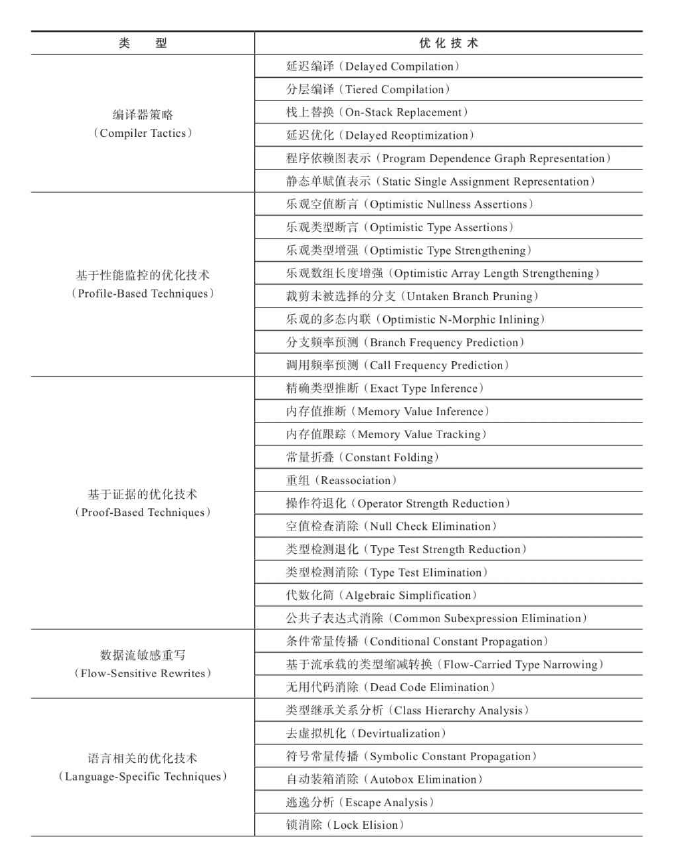 类 型 优化技术
编译器策略
（Compiler Tactics）
延迟编译（Delayed Compilation）
分层编译（Tiered Compilation）
栈上替换（On-Stack Replacement）
延迟优化（Delayed Reoptimization）
程序依赖图表示（Program Dependence Graph Representation）
静态单赋值表示（Static Single Assignment Representation）
基于性能监控的优化技术
（Profile-Based Techniques）
乐观空值断言（Optimistic Nullness Assertions）
乐观类型断言（Optimistic Type Assertions）
乐观类型增强（Optimistic Type Strengthening）
乐观数组长度增强（Optimistic Array Length Strengthening）
裁剪未被选择的分支（Untaken Branch Pruning）
乐观的多态内联（Optimistic N-Morphic Inlining）
分支频率预测（Branch Frequency Prediction）
调用频率预测（Call Frequency Prediction）
基于证据的优化技术
（Proof-Based Techniques）
精确类型推断（Exact Type Inference）
内存值推断（Memory Value Inference）
内存值跟踪（Memory Value Tracking）
常量折叠（Constant Folding）
重组（Reassociation）
操作符退化（Operator Strength Reduction）
空值检查消除（Null Check Elimination）
类型检测退化（Type Test Strength Reduction）
类型检测消除（Type Test Elimination）
代数化简（Algebraic Simplification）
公共子表达式消除（Common Subexpression Elimination）
数据流敏感重写
（Flow-Sensitive Rewrites）
条件常量传播（Conditional Constant Propagation）
基于流承载的类型缩减转换（Flow-Carried Type Narrowing）
无用代码消除（Dead Code Elimination）
语言相关的优化技术
（Language-Specific Techniques）
类型继承关系分析（Class Hierarchy Analysis）
去虚拟机化（Devirtualization）
符号常量传播（Symbolic Constant Propagation）
自动装箱消除（Autobox Elimination）
逃逸分析（Escape Analysis）
锁消除（Lock Elision）